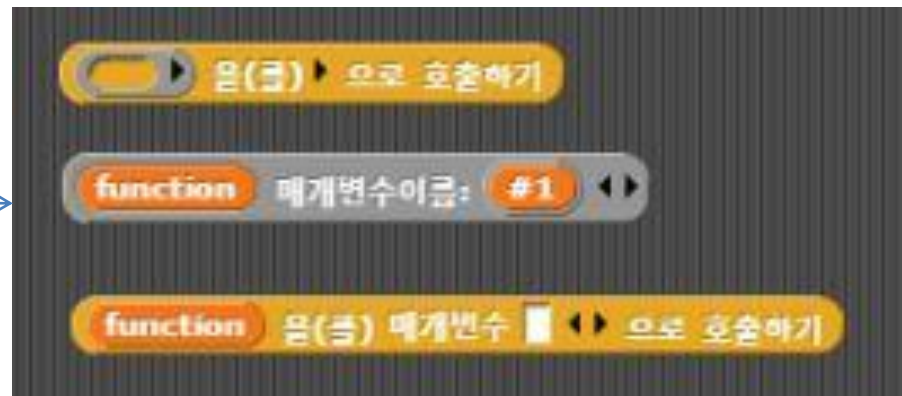 을(를) 으로 호출하기
function 매개변수이름: #1
function 을(를) 매개변수 으로 호출하기